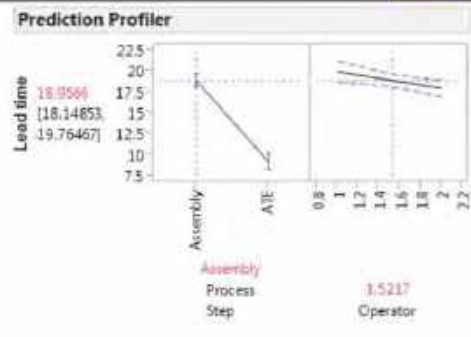 Prediction Profiler
Lead time
18.9566
[18.14853,
19.76467]
22.5
20
17.5
15
12.5
10
7.5
Assembly
ATE
0.8
1
1.2
1.4
1.6
1.8
2
2.2
Assembly
Process
Step
1.5217
Operator